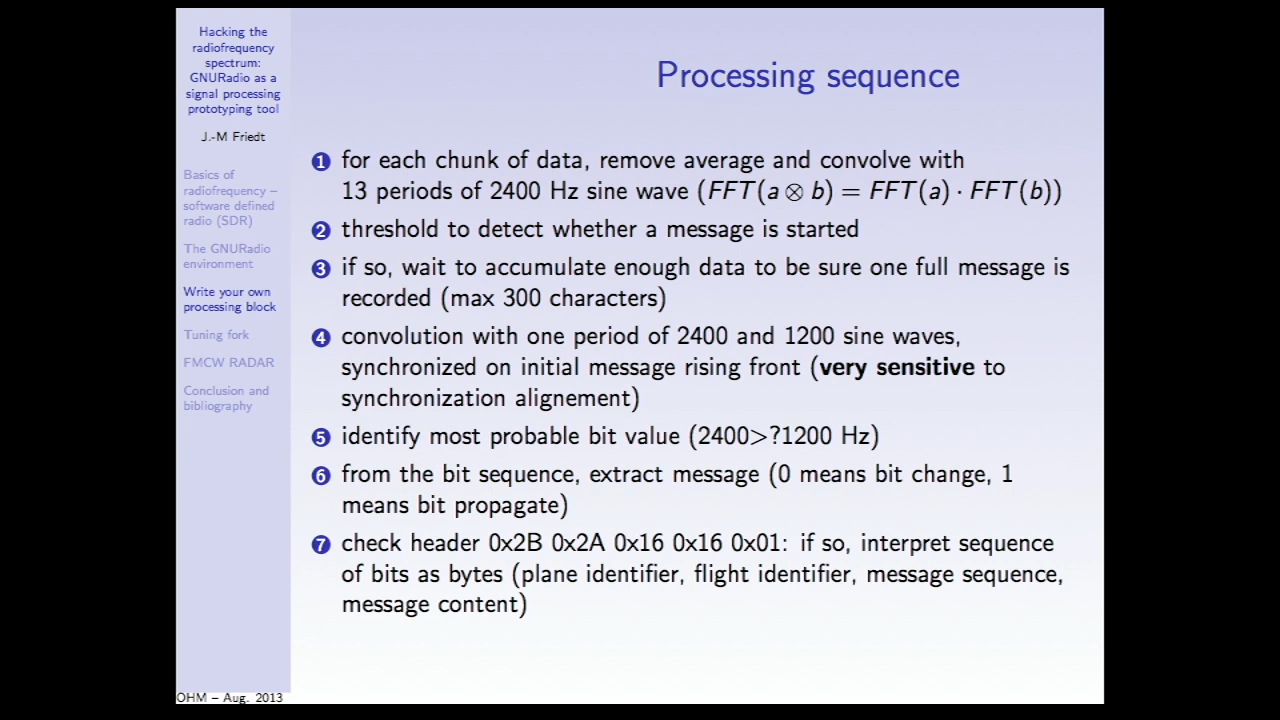 Hacking the
radiofrequency
spectrum:
GNURadio as a
signal processing
prototyping tool
J.-M Friedt
Basics of
radiofrequency –
software defined
radio (SDR)
The GNURadio
environment
Write your own
processing block
Tuning fork
FMCW RADAR
Conclusion and
bibliography
OHM – Aug. 2013
Processing sequence
1 for each chunk of data, remove average and convolve with
13 periods of 2400 Hz sine wave (FFT(a ⊗ b) = FFT(a) · FFT(b))
2 threshold to detect whether a message is started
3 if so, wait to accumulate enough data to be sure one full message is
recorded (max 300 characters)
4 convolution with one period of 2400 and 1200 sine waves,
synchronized on initial message rising front (very sensitive to
synchronization alignement)
5 identify most probable bit value (2400>?1200 Hz)
6 from the bit sequence, extract message (0 means bit change, 1
means bit propagate)
7 check header 0x2B 0x2A 0x16 0x16 0x01: if so, interpret sequence
of bits as bytes (plane identifier, flight identifier, message sequence,
message content)